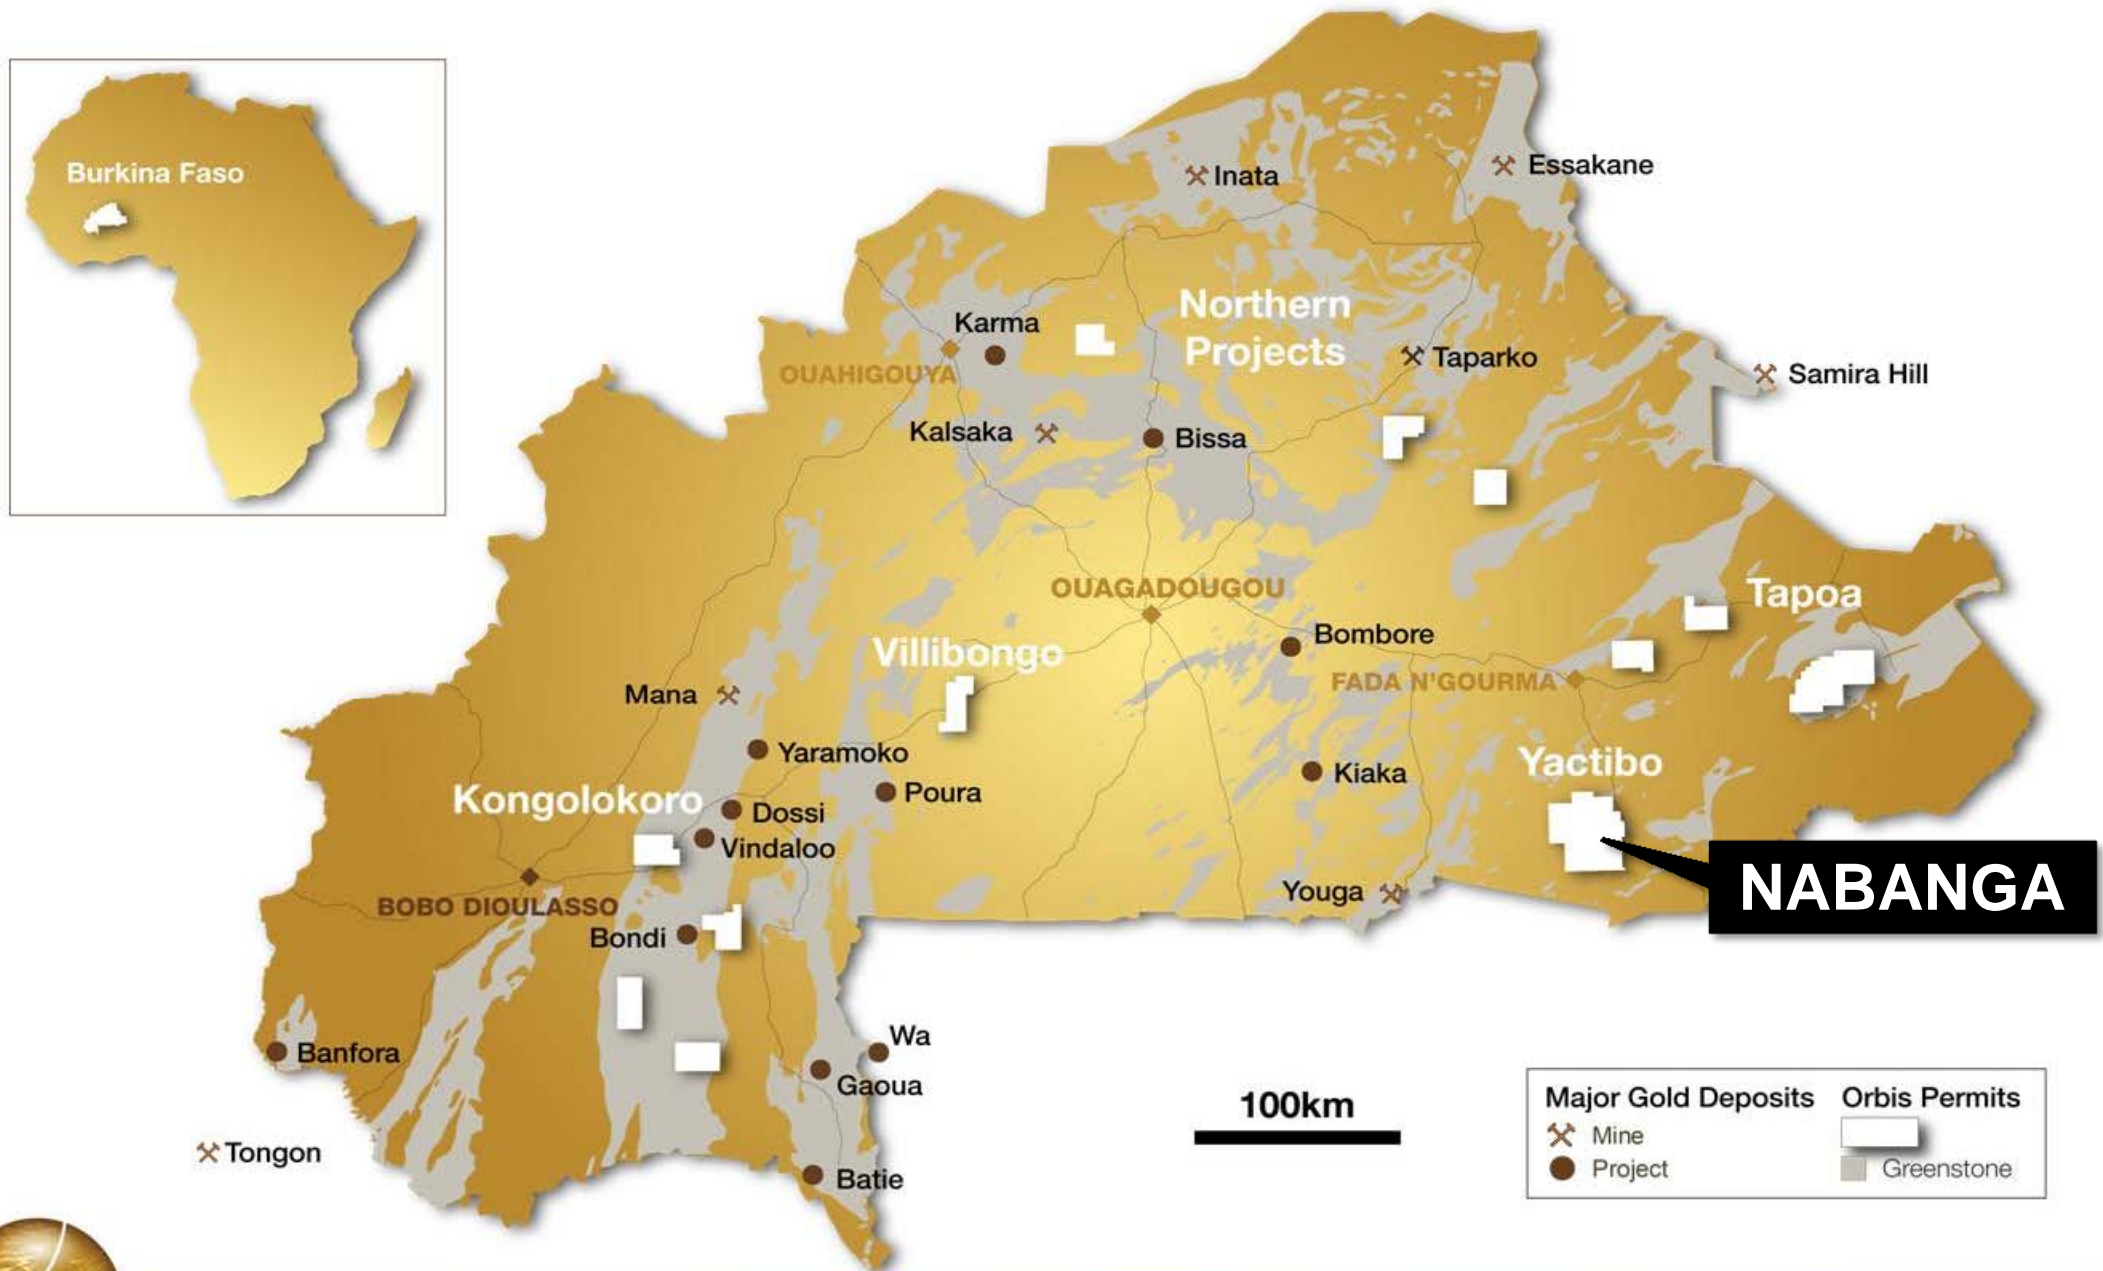 Burkina Faso
Inata
Essakane
Northern
Projects
Karma
OUAHIGOUYA
Taparko
Samira Hill
Kalsaka
Bissa
OUAGADOUGOU
Tapoa
Villibongo
Bombore
FADA N'GOURMA
Mana
Yaramoko
Yactibo
Kiaka
Kongolokoro
Poura
Dossi
Vindaloo
NABANGA
Youga
BOBO DIOULASSO
Bondi
Wa
Banfora
Gaoua
100km
Tongon
Batie
Major Gold Deposits
Mine
Project
Orbis Permits
Greenstone